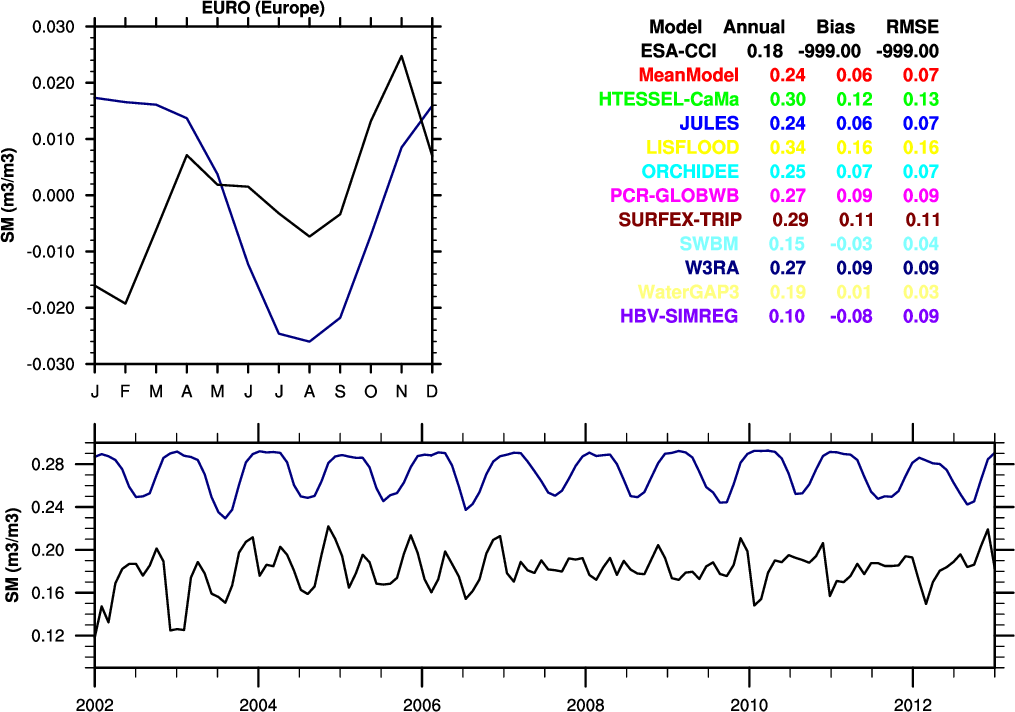 EURO (Europe)
0.030
0.020
0.010
0.000
-0.010
-0.020
-0.030
SM (m3/m3)
J F M A M J J A S O N D
Model Annual Bias RMSE
ESA-CCI 0.18 -999.00 -999.00
MeanModel 0.24 0.06 0.07
HTESSEL-CaMa 0.30 0.12 0.13
JULES 0.24 0.06 0.07
LISFLOOD 0.34 0.16 0.16
ORCHIDEE 0.25 0.07 0.07
PCR-GLOBWB 0.27 0.09 0.09
SURFEX-TRIP 0.29 0.11 0.11
SWBM 0.15 -0.03 0.04
W3RA 0.27 0.09 0.09
WaterGAP3 0.19 0.01 0.03
HBV-SIMREG 0.10 -0.08 0.09
0.28
0.24
0.20
0.16
0.12
SM (m3/m3)
2002 2004 2006 2008 2010 2012